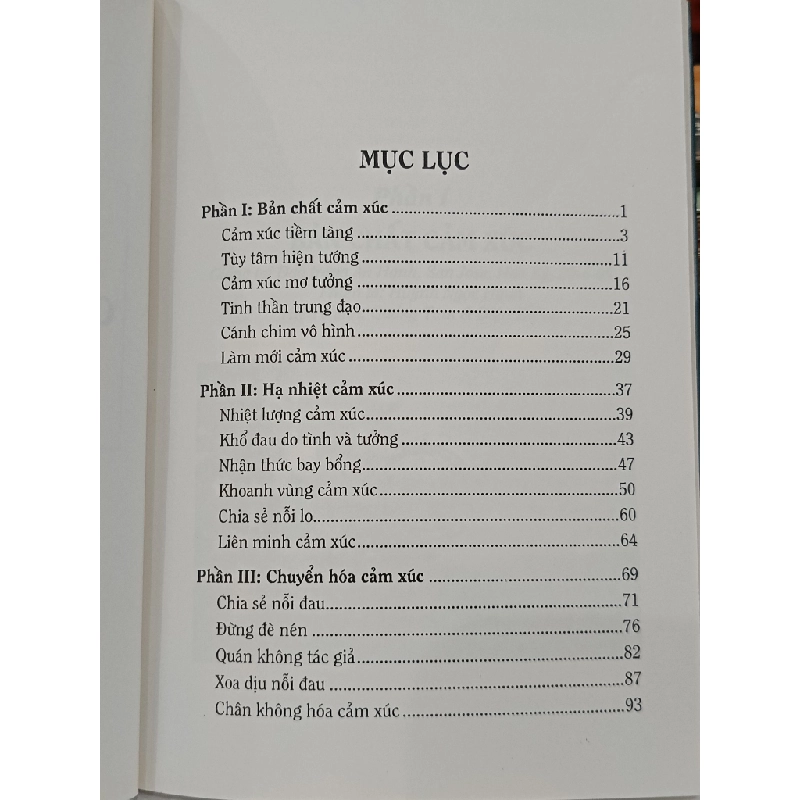 MỤC LỤC
Phần I: Bản chất cảm xúc ... 1
Cảm xúc tiềm tàng ... 3
Tùy tâm hiện tướng ... 11
Cảm xúc mơ tưởng ... 16
Tinh thần trung đạo ... 21
Cánh chim vô hình ... 25
Làm mới cảm xúc ... 29
Phần II: Hạ nhiệt cảm xúc ... 37
Nhiệt lượng cảm xúc ... 39
Khổ đau do tình và tưởng ... 43
Nhận thức bay bổng ... 47
Khoanh vùng cảm xúc ... 50
Chia sẻ nỗi lo ... 60
Liên minh cảm xúc ... 64
Phần III: Chuyển hóa cảm xúc ... 69
Chia sẻ nỗi đau ... 71
Đừng đè nén ... 76
Quán không tác giả ... 82
Xoa dịu nỗi đau ... 87
Chân không hóa cảm xúc ... 93